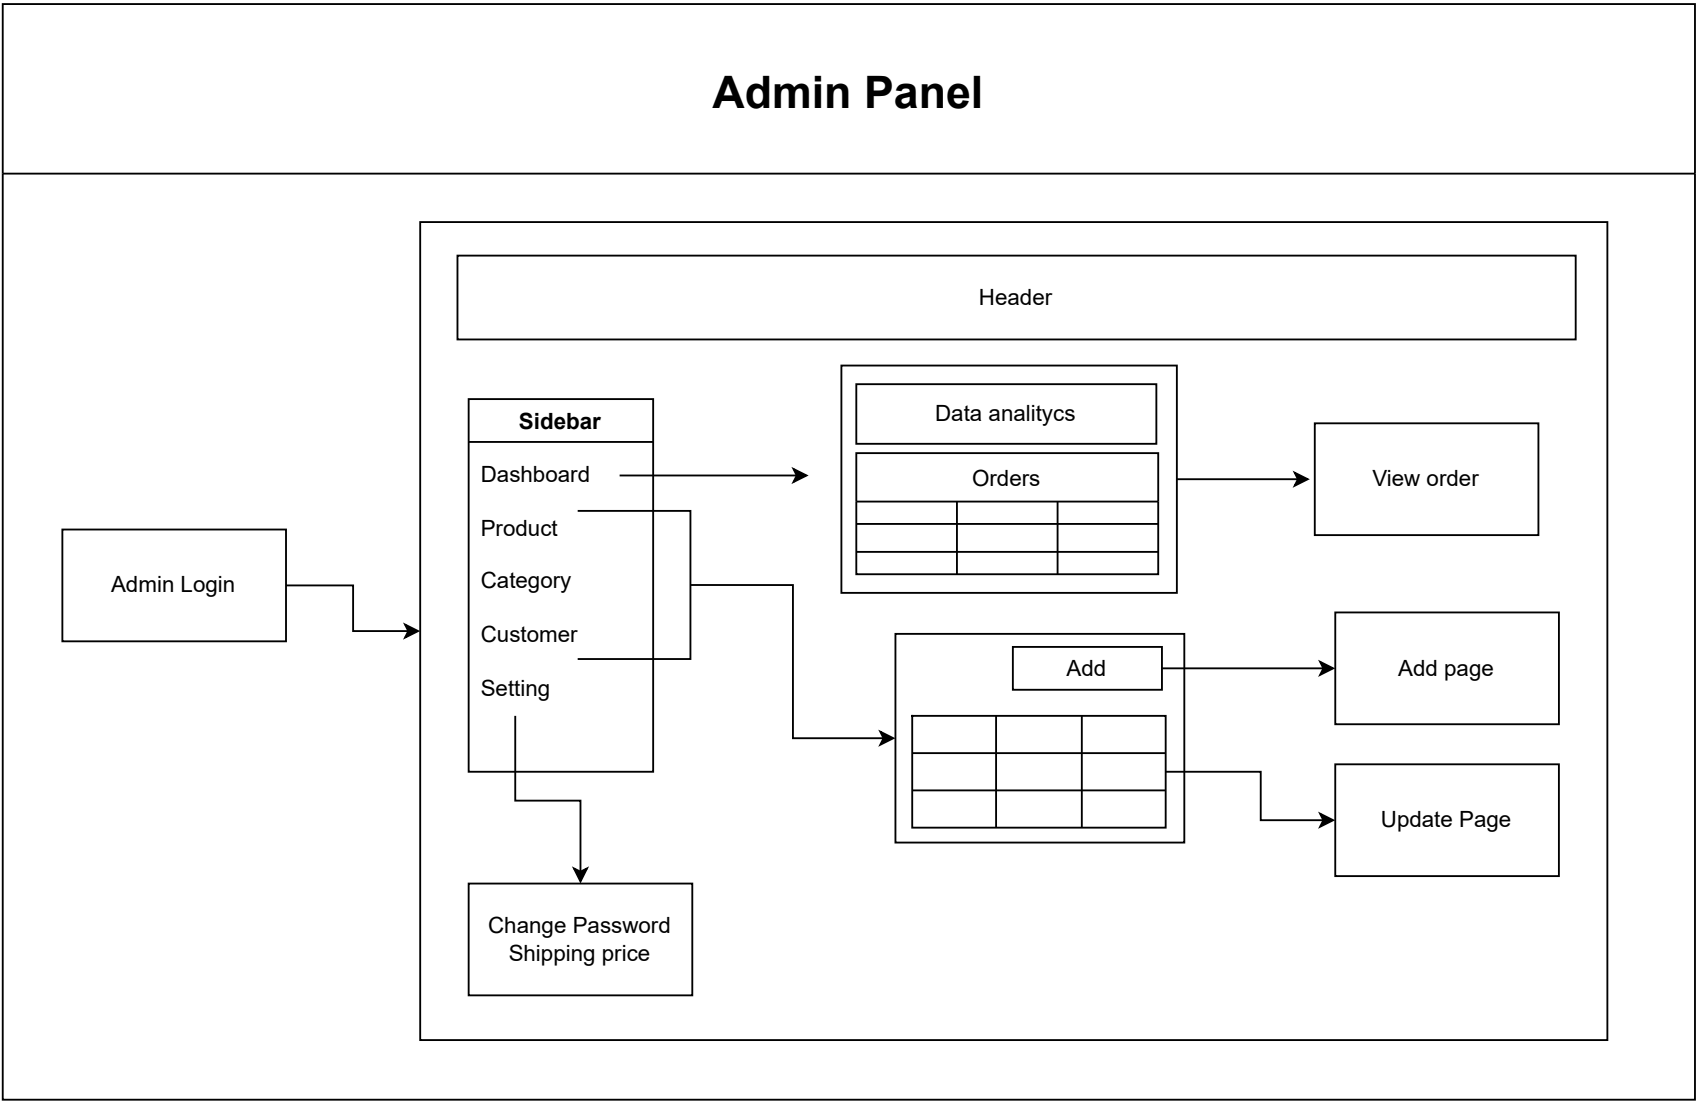 Admin Panel
Header
Sidebar
Dashboard
Product
Category
Customer
Setting
Data analitycs
Orders
View order
Admin Login
Add
Add page
Update Page
Change Password
Shipping price